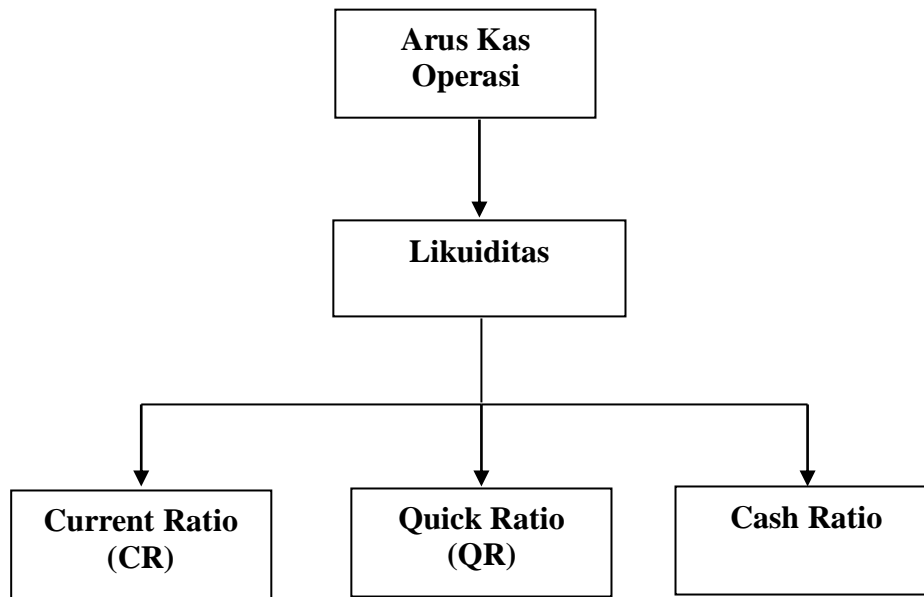 Arus Kas
Operasi
Likuiditas
Current Ratio
(CR)
Quick Ratio
(QR)
Cash Ratio